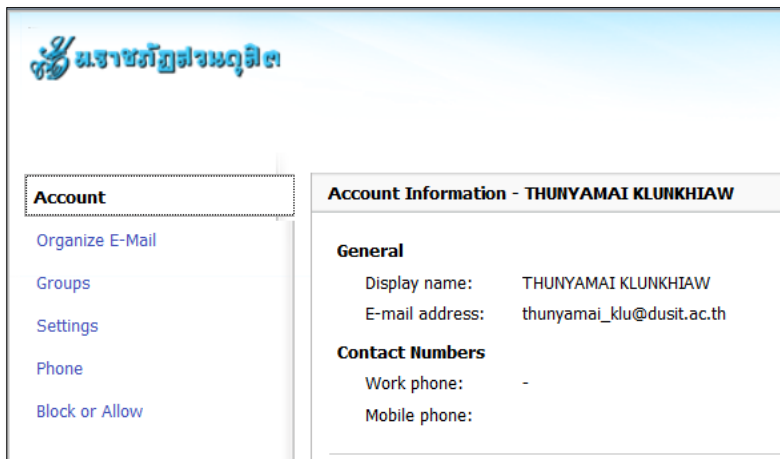 ม.ราชภัฏสวนดุสิต
Account
Organize E-Mail
Groups
Settings
Phone
Block or Allow
Account Information - THUNYAMAI KLUNKHIAW
General
Display name: THUNYAMAI KLUNKHIAW
E-mail address: thunyamai_klu@dusit.ac.th
Contact Numbers
Work phone: -
Mobile phone: